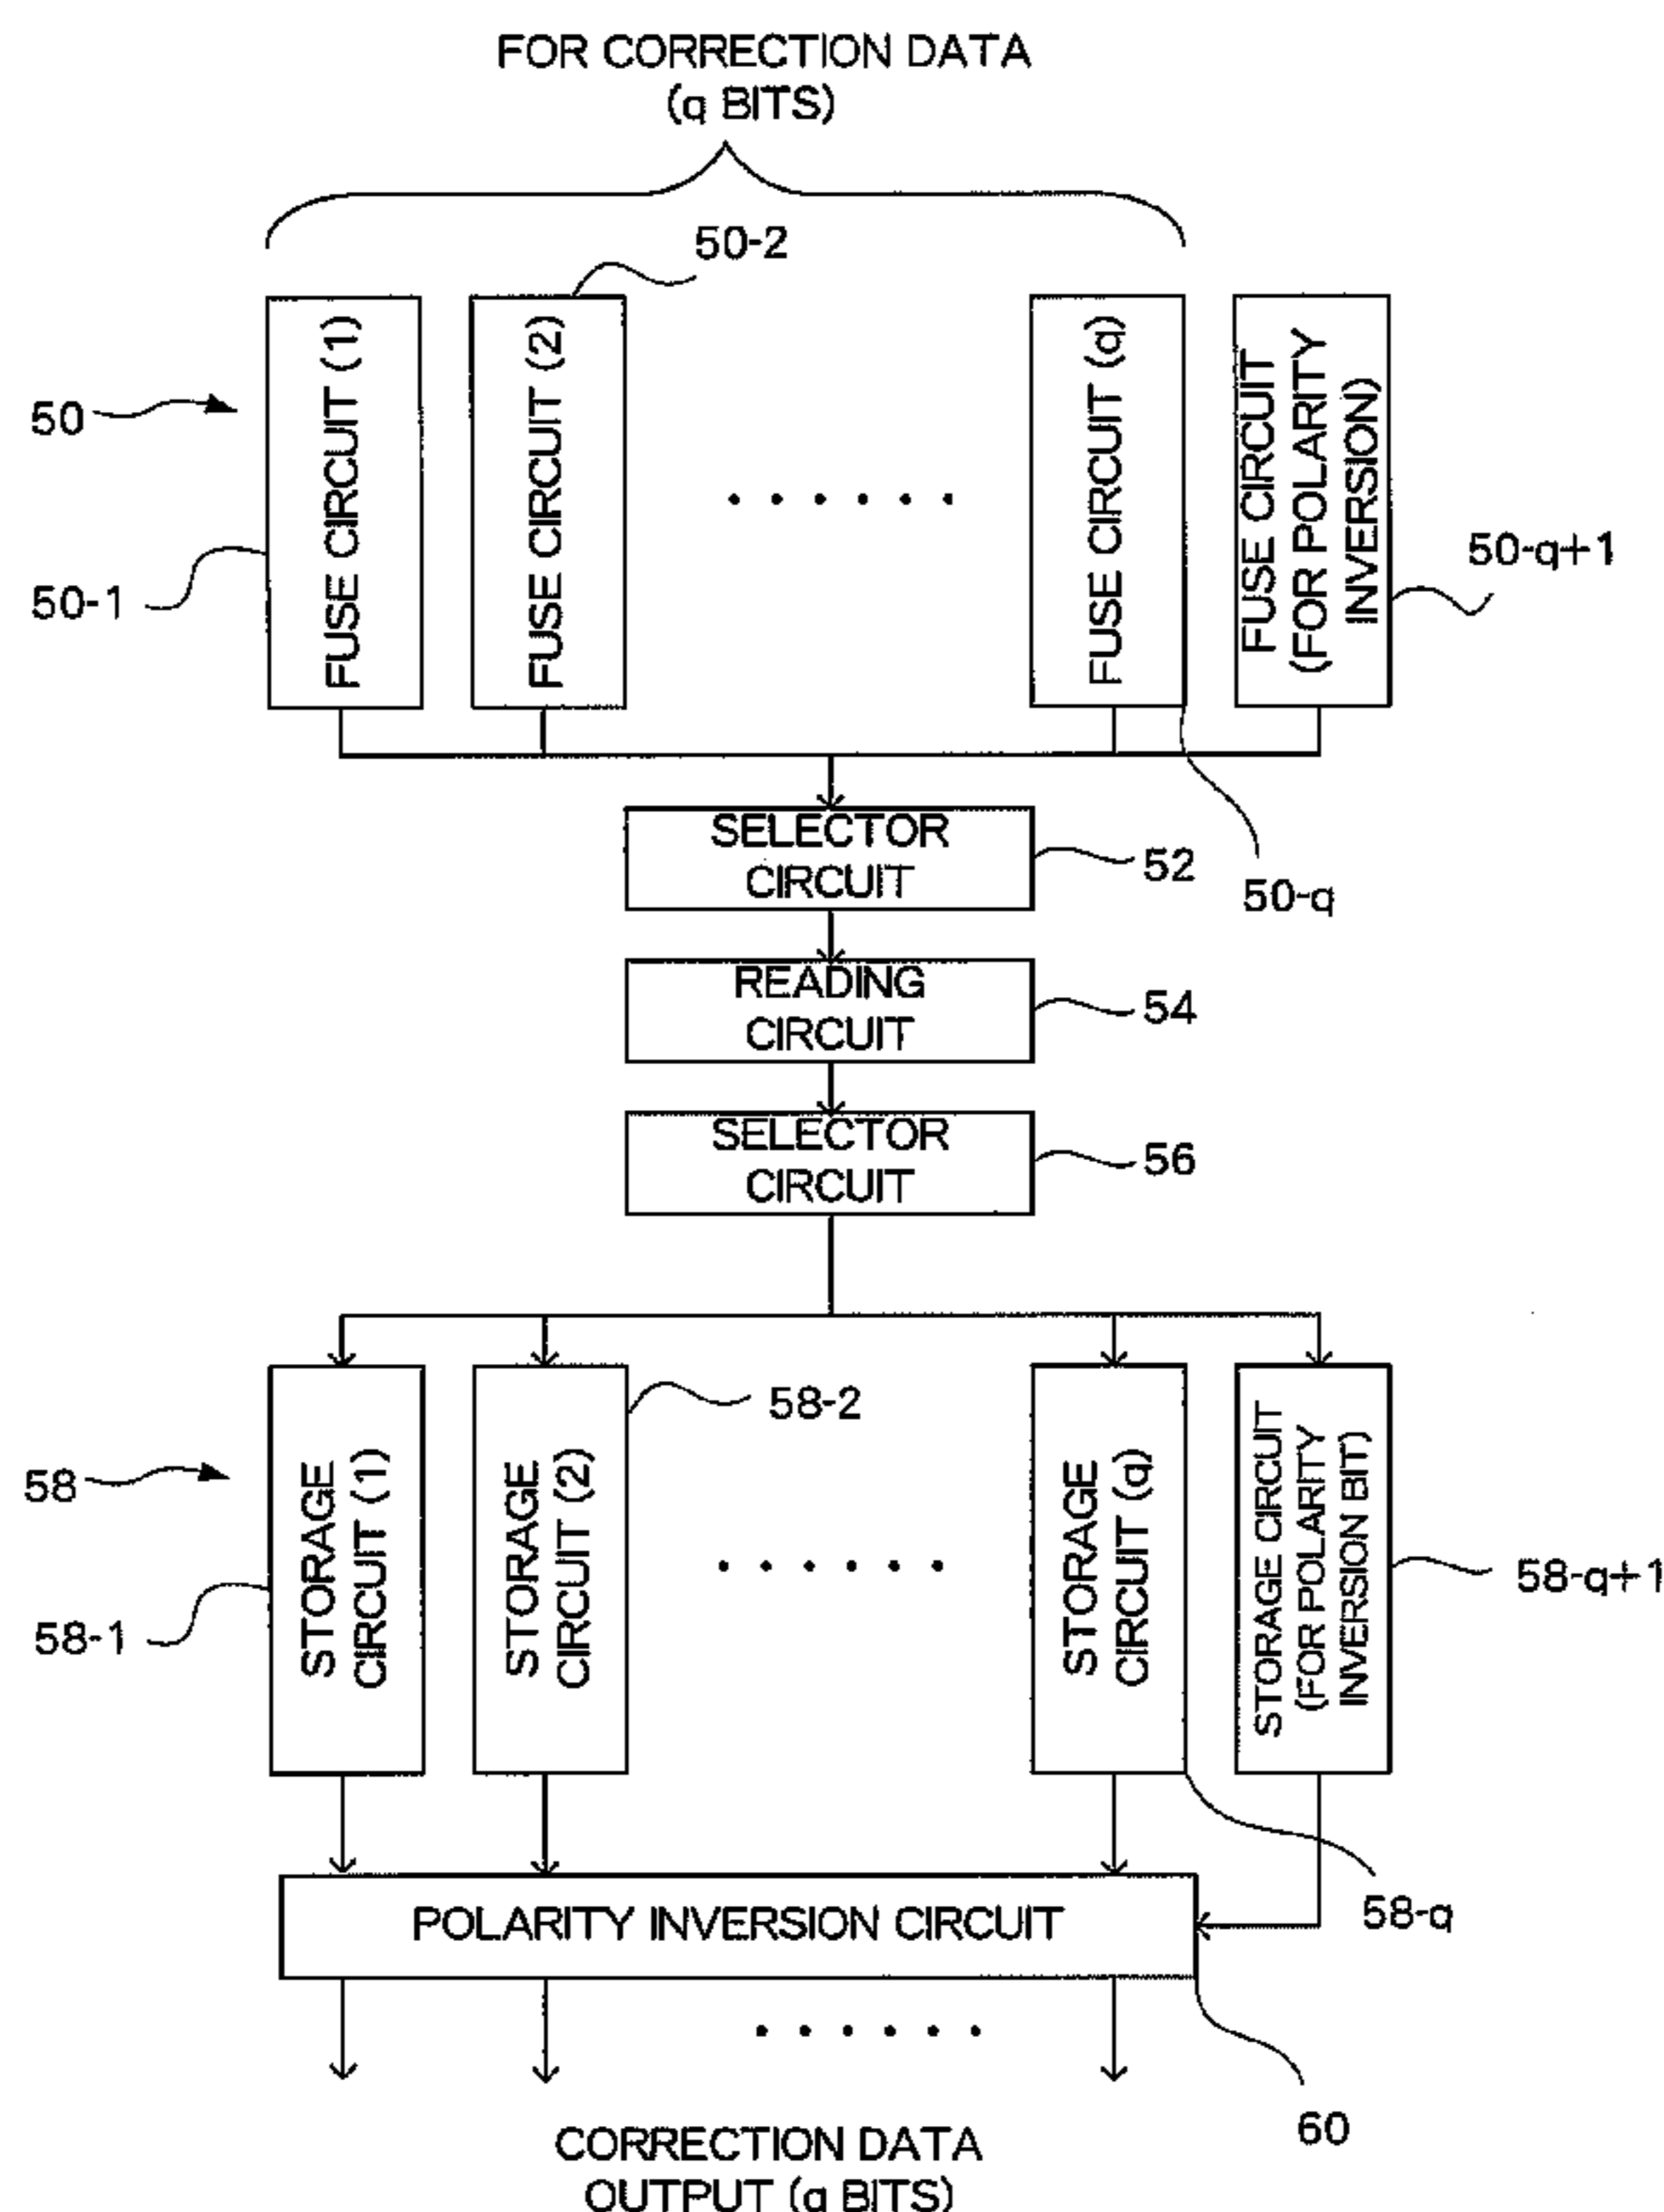 FOR CORRECTION DATA
(q BITS)
50-2
50
50-1
FUSE CIRCUIT (1)
FUSE CIRCUIT (2)
FUSE CIRCUIT (q)
FUSE CIRCUIT
(FOR POLARITY
INVERSION)
50-q+1
SELECTOR
CIRCUIT
52
50-q
READING
CIRCUIT
54
SELECTOR
CIRCUIT
56
58-2
58
58-1
STORAGE
CIRCUIT (1)
STORAGE
CIRCUIT (2)
STORAGE
CIRCUIT (q)
STORAGE CIRCUIT
(FOR POLARITY
INVERSION BIT)
58-q+1
58-q
POLARITY INVERSION CIRCUIT
60
CORRECTION DATA
OUTPUT (q BITS)